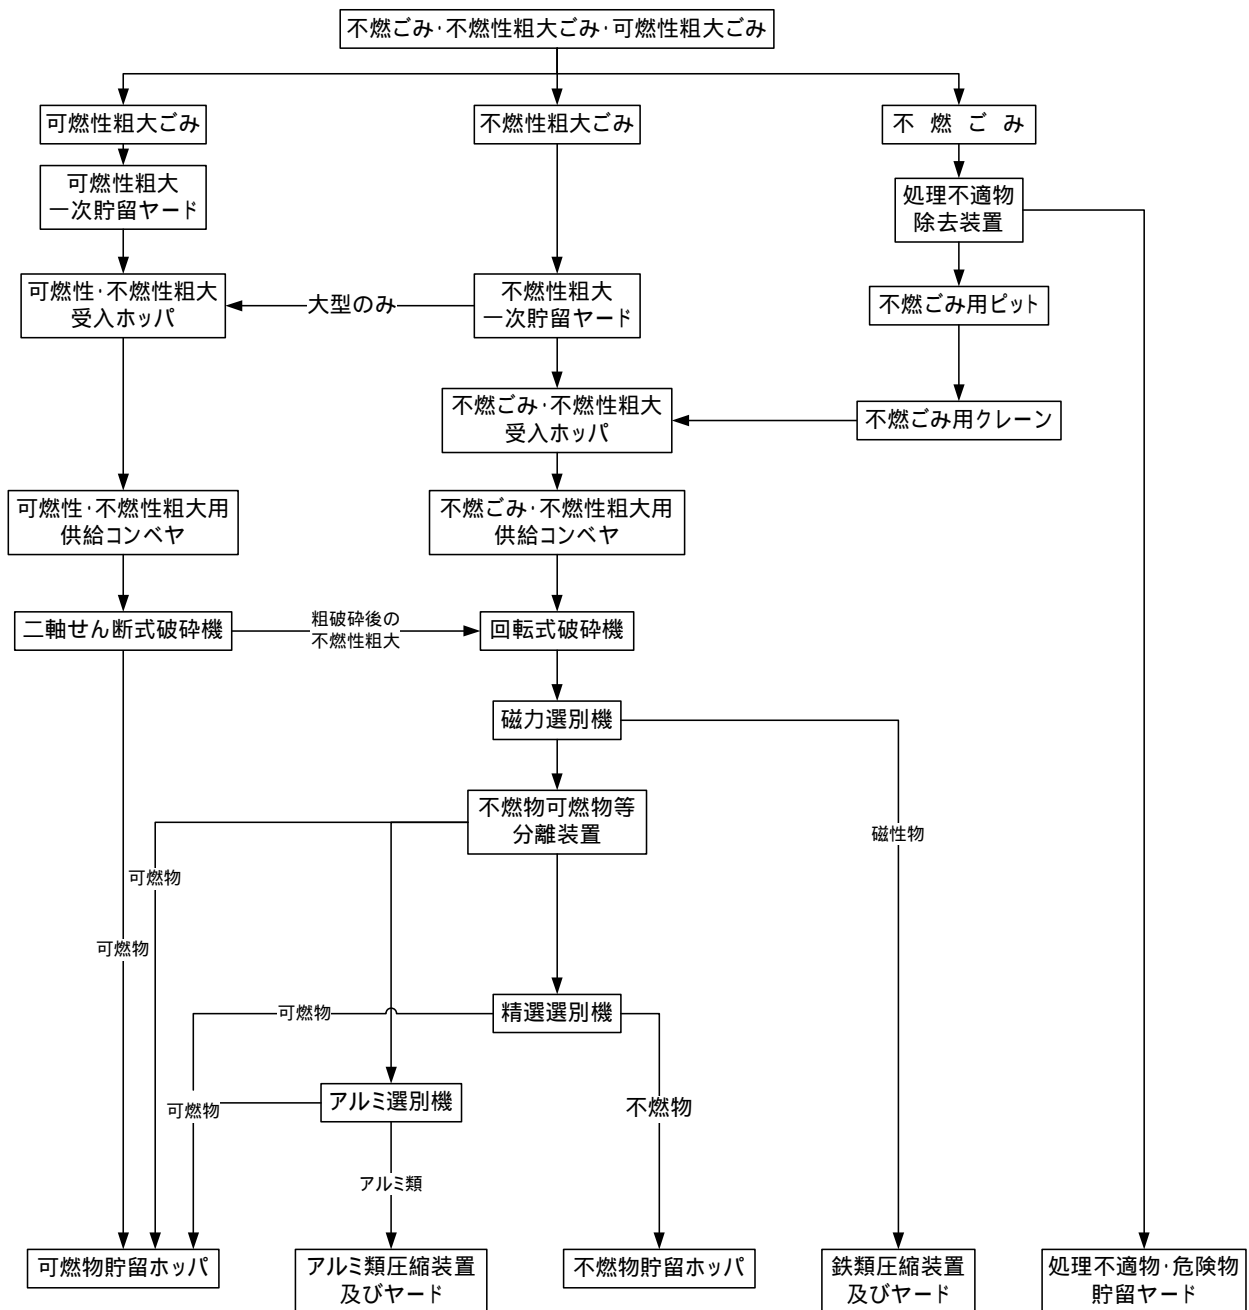 不燃ごみ・不燃性粗大ごみ・可燃性粗大ごみ
可燃性粗大ごみ
不燃性粗大ごみ
不燃ごみ
可燃性粗大
一次貯留ヤード
処理不適物
除去装置
可燃性・不燃性粗大
受入ホッパ
大型のみ
不燃性粗大
一次貯留ヤード
不燃ごみ用ピット
不燃ごみ・不燃性粗大
受入ホッパ
不燃ごみ用クレーン
可燃性・不燃性粗大用
供給コンベヤ
不燃ごみ・不燃性粗大用
供給コンベヤ
二軸せん断式破砕機
粗破砕後の
不燃性粗大
回転式破砕機
磁力選別機
不燃物可燃物等
分離装置
磁性物
可燃物
可燃物
可燃物
精選選別機
可燃物
アルミ選別機
不燃物
アルミ類
可燃物貯留ホッパ
アルミ類圧縮装置
及びヤード
不燃物貯留ホッパ
鉄類圧縮装置
及びヤード
処理不適物・危険物
貯留ヤード